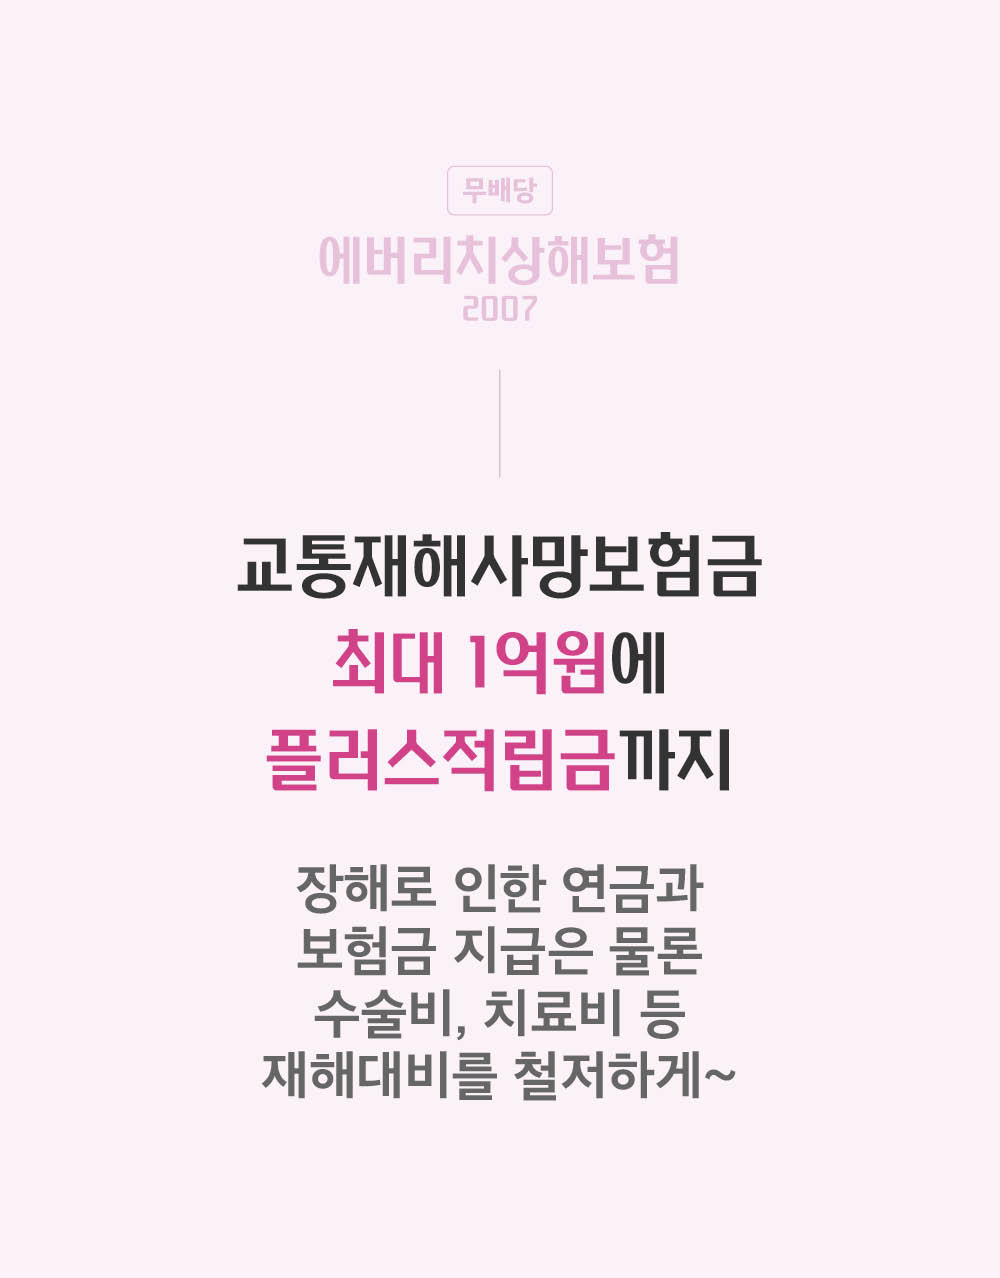 무배당
에버리치상해보험
2007
교통재해사망보험금
최대 1억원에
플러스적립금까지
장해로 인한 연금과
보험금 지급은 물론
수술비, 치료비 등
재해대비를 철저하게~